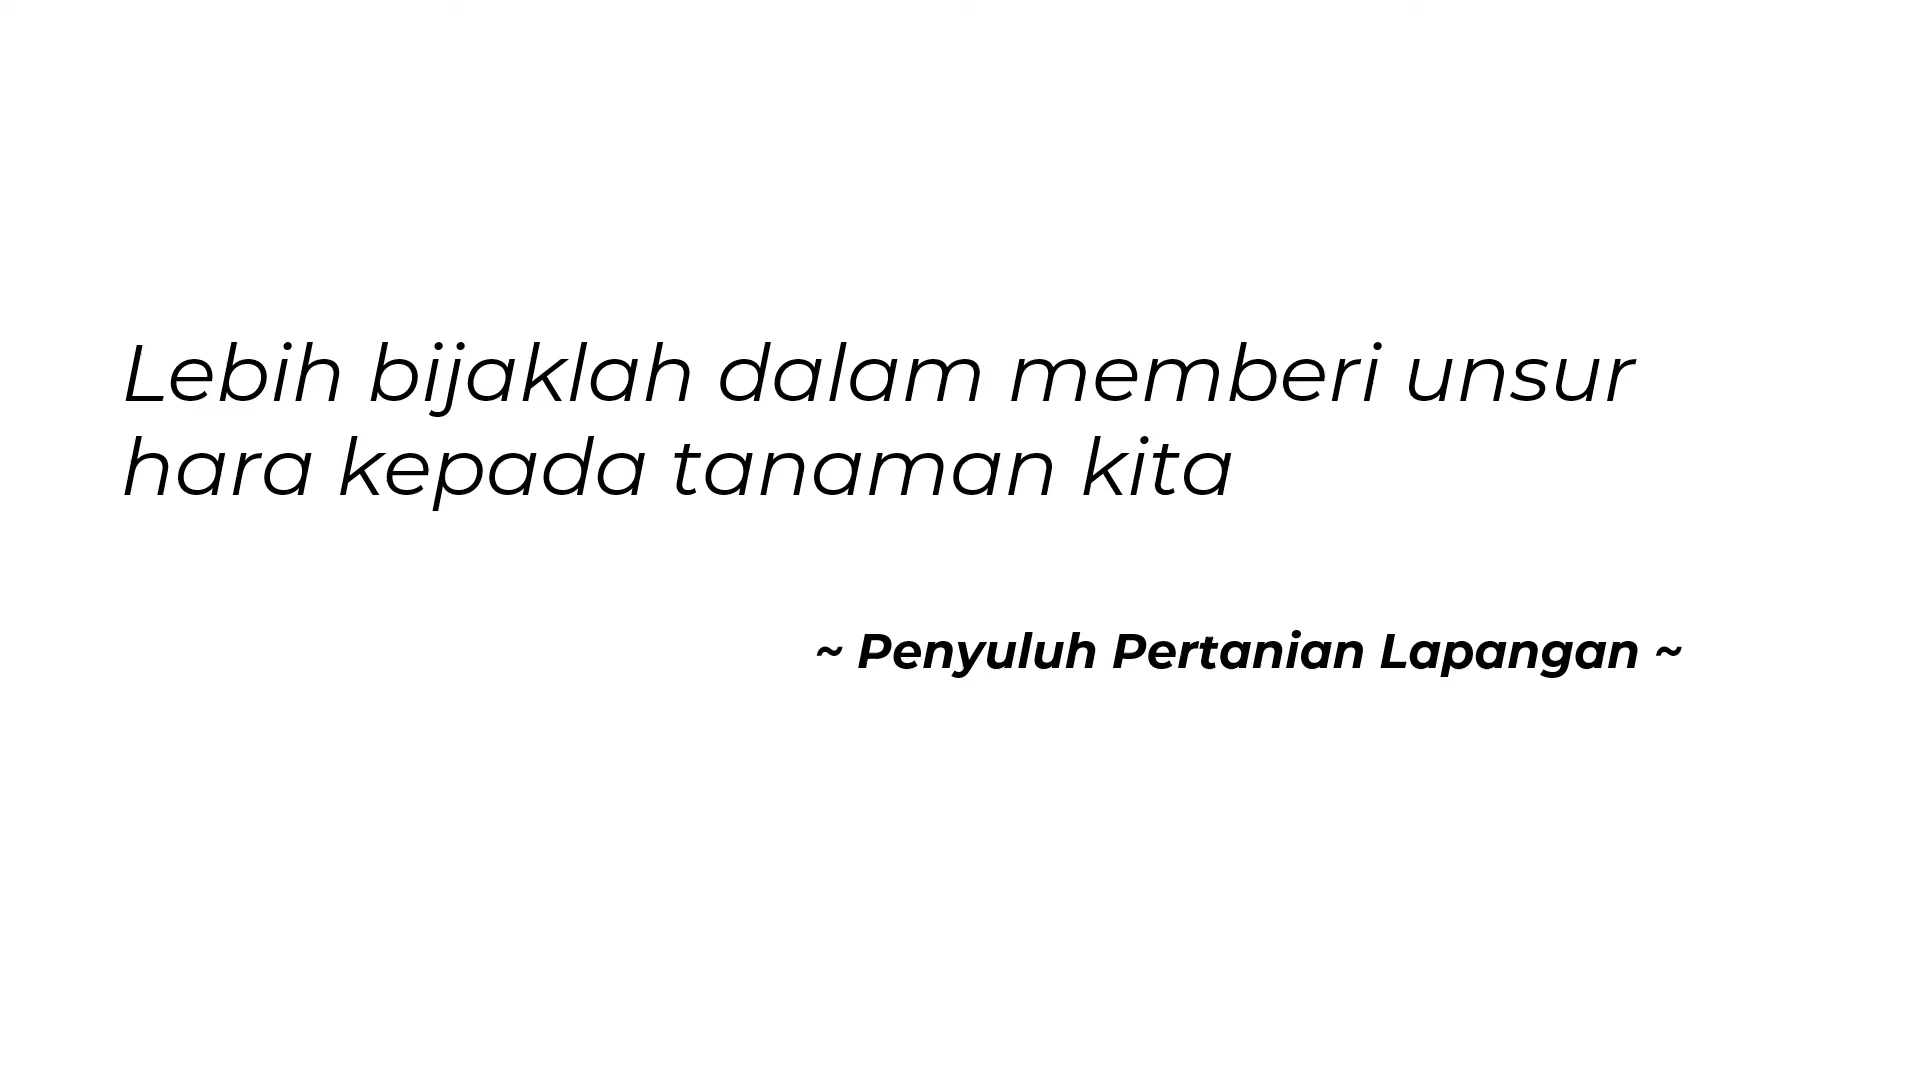 Lebih bijaklah dalam memberi unsur
hara kepada tanaman kita
~ Penyuluh Pertanian Lapangan ~